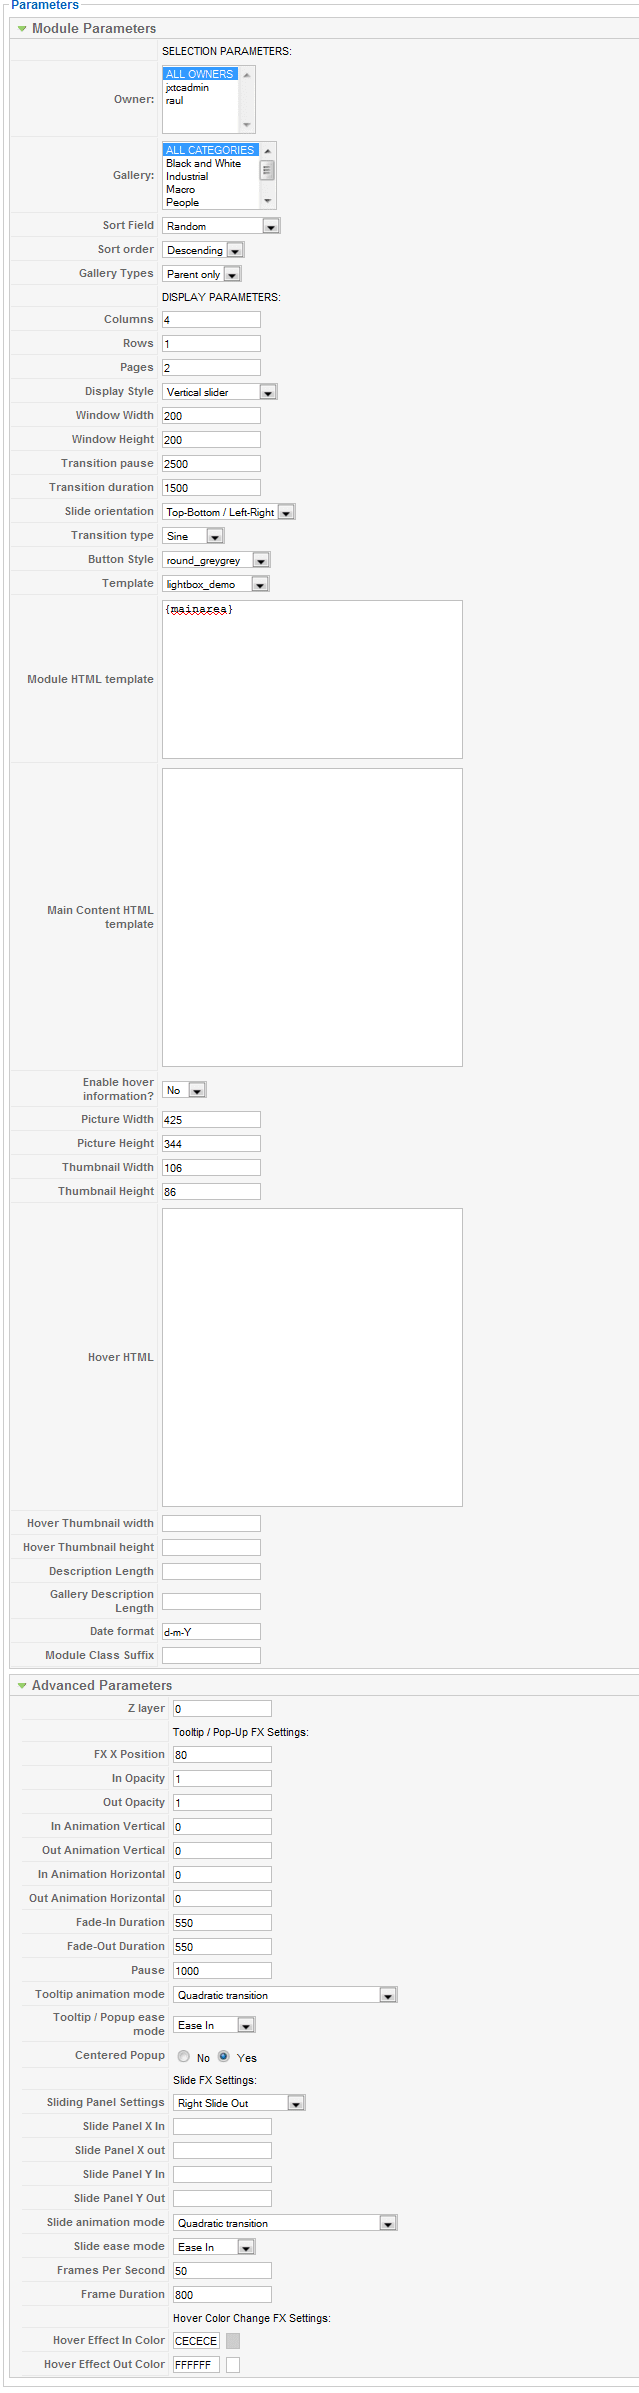 Parameters
Module Parameters
SELECTION PARAMETERS:
Owner:
ALL OWNERS
jxtcadmin
raul
Gallery:
ALL CATEGORIES
Black and White
Industrial
Macro
People
Sort Field Random
Sort order Descending
Gallery Types Parent only
DISPLAY PARAMETERS:
Columns 4
Rows 1
Pages 2
Display Style Vertical slider
Window Width 200
Window Height 200
Transition pause 2500
Transition duration 1500
Slide orientation Top-Bottom / Left-Right
Transition type Sine
Button Style round_greygrey
Template lightbox_demo
{mainarea}
Module HTML template
Main Content HTML
template
Enable hover
information? No
Picture Width 425
Picture Height 344
Thumbnail Width 106
Thumbnail Height 86
Hover HTML
Hover Thumbnail width
Hover Thumbnail height
Description Length
Gallery Description
Length
Date format d-m-Y
Module Class Suffix
Advanced Parameters
Z layer 0
Tooltip / Pop-Up FX Settings:
FX X Position 80
In Opacity 1
Out Opacity 1
In Animation Vertical 0
Out Animation Vertical 0
In Animation Horizontal 0
Out Animation Horizontal 0
Fade-In Duration 550
Fade-Out Duration 550
Pause 1000
Tooltip animation mode Quadratic transition
Tooltip / Popup ease
mode Ease In
Centered Popup No Yes
Slide FX Settings:
Sliding Panel Settings Right Slide Out
Slide Panel X In
Slide Panel X out
Slide Panel Y In
Slide Panel Y Out
Slide animation mode Quadratic transition
Slide ease mode Ease In
Frames Per Second 50
Frame Duration 800
Hover Color Change FX Settings:
Hover Effect In Color CECECE
Hover Effect Out Color FFFFFF